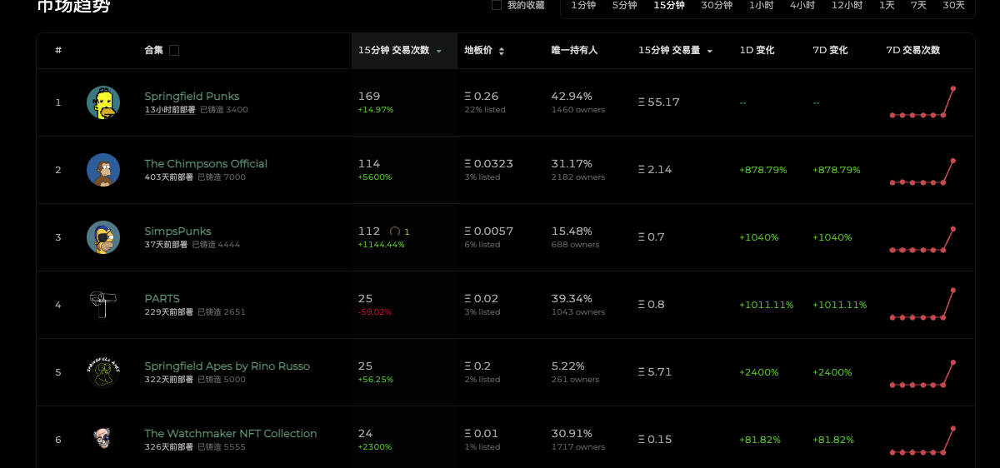 市场趋势
我的收藏 1分钟 5分钟 15分钟 30分钟 1小时 4小时 12小时 1天 7天 30天
# 合集 15分钟 交易次数 地板价 唯一持有人 15分钟 交易量 1D 变化 7D 变化 7D 交易次数
1 Springfield Punks 169 Ξ 0.26 42.94% Ξ 55.17 -- --
13小时前部署 已铸造 3400 +14.97% 22% listed 1460 owners
2 The Chimpsons Official 114 Ξ 0.0323 31.17% Ξ 2.14 +878.79% +878.79%
403天前部署 已铸造 7000 +5600% 3% listed 2182 owners
3 SimpsPunks 112 1 Ξ 0.0057 15.48% Ξ 0.7 +1040% +1040%
37天前部署 已铸造 4444 +1144.44% 6% listed 688 owners
4 PARTS 25 Ξ 0.02 39.34% Ξ 0.8 +1011.11% +1011.11%
229天前部署 已铸造 2651 -59.02% 3% listed 1043 owners
5 Springfield Apes by Rino Russo 25 Ξ 0.2 5.22% Ξ 5.71 +2400% +2400%
322天前部署 已铸造 5000 +56.25% 2% listed 261 owners
6 The Watchmaker NFT Collection 24 Ξ 0.01 30.91% Ξ 0.15 +81.82% +81.82%
326天前部署 已铸造 5555 +2300% 1% listed 1717 owners
SPRINGFIELD APES